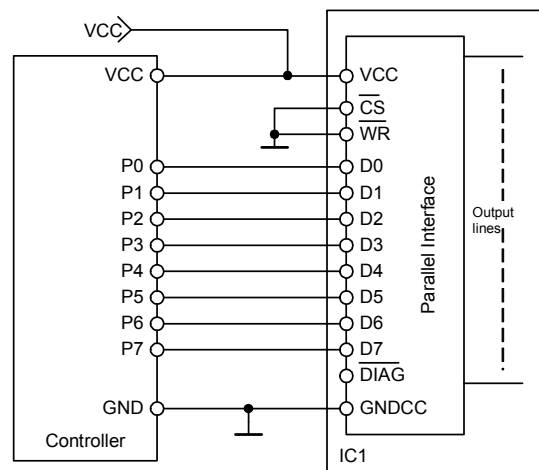 VCC
VCC
VCC
CS
WR
P0
D0
P1
D1
P2
D2
P3
D3
P4
D4
P5
D5
P6
D6
P7
D7
DIAG
GND
GNDCC
Controller
Parallel Interface
Output
lines
IC1